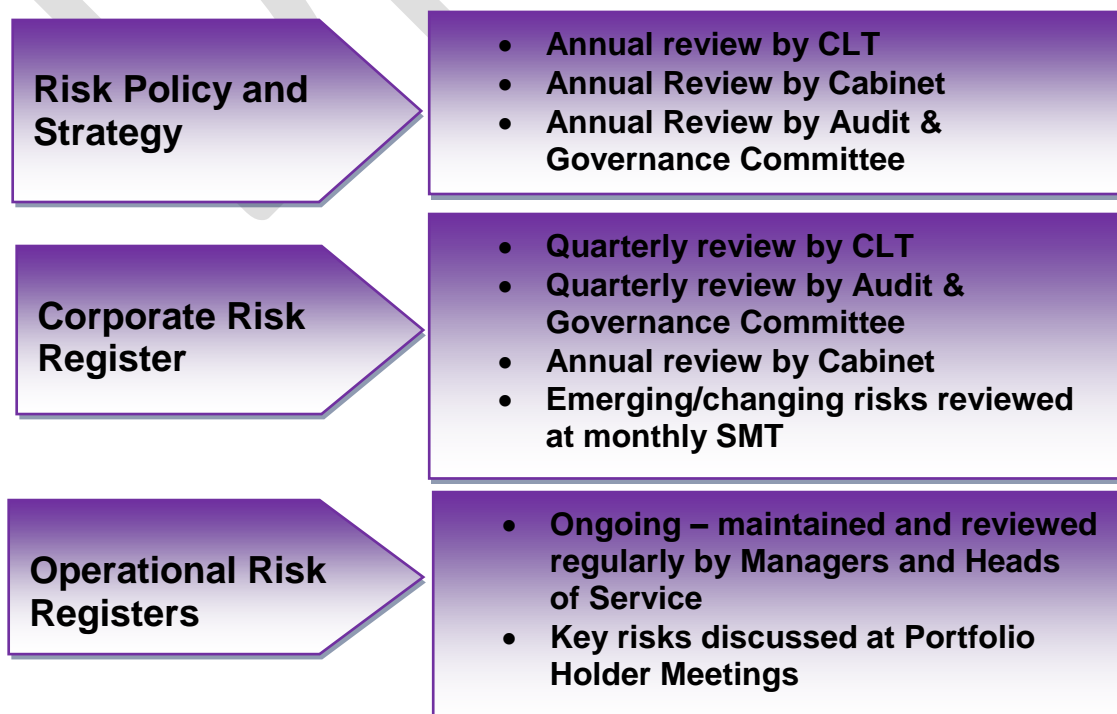 Risk Policy and
Strategy
• Annual review by CLT
• Annual Review by Cabinet
• Annual Review by Audit &
Governance Committee
Corporate Risk
Register
• Quarterly review by CLT
• Quarterly review by Audit &
Governance Committee
• Annual review by Cabinet
• Emerging/changing risks reviewed
at monthly SMT
Operational Risk
Registers
• Ongoing – maintained and reviewed
regularly by Managers and Heads
of Service
• Key risks discussed at Portfolio
Holder Meetings